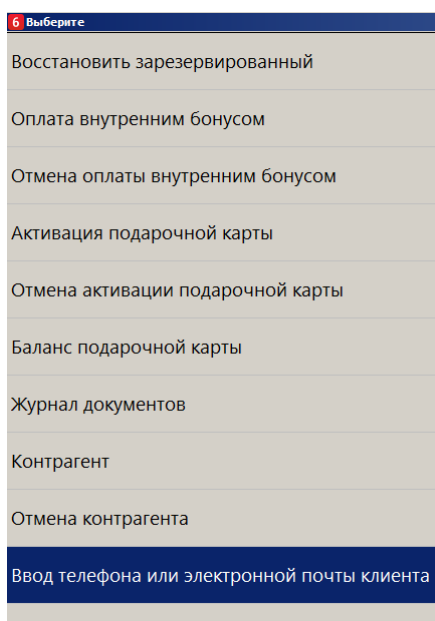 6 Выберите
Восстановить зарезервированный
Оплата внутренним бонусом
Отмена оплаты внутренним бонусом
Активация подарочной карты
Отмена активации подарочной карты
Баланс подарочной карты
Журнал документов
Контрагент
Отмена контрагента
Ввод телефона или электронной почты клиента